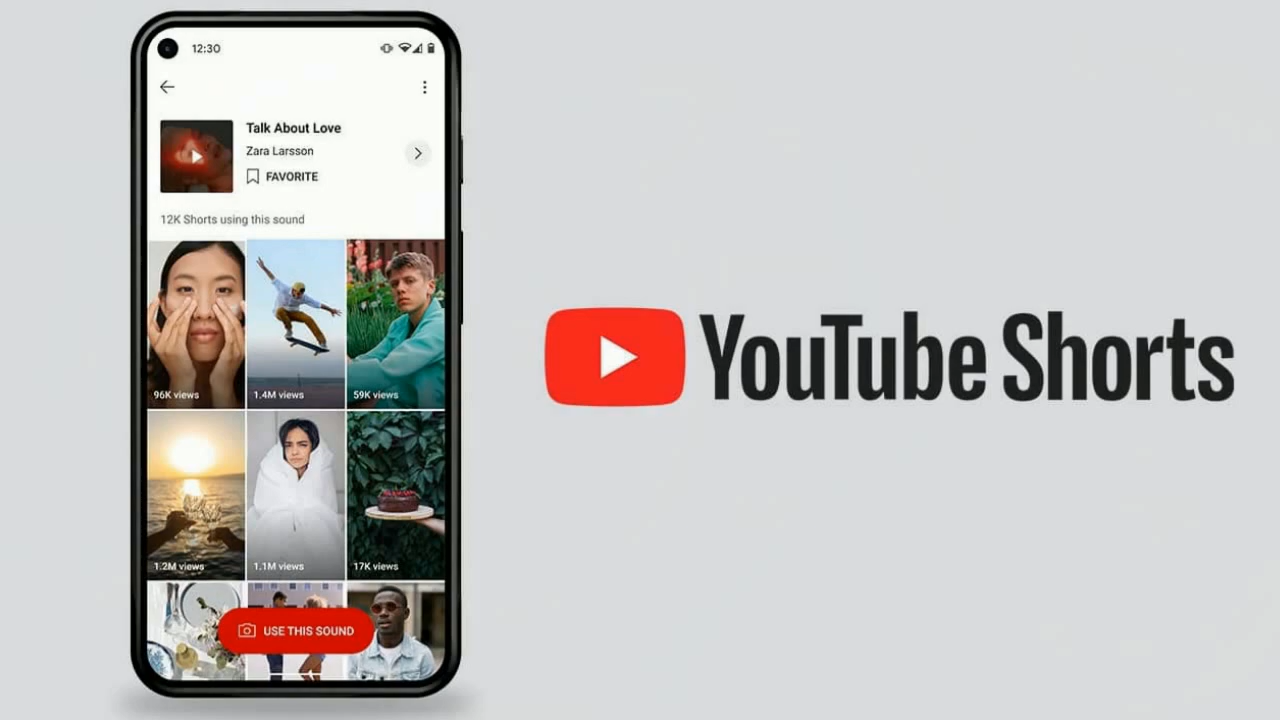 12:30
Talk About Love
Zara Larsson
FAVORITE
12K Shorts using this sound
96K views
1.4M views
59K views
1.2M views
1.1M views
17K views
USE THIS SOUND
YouTube Shorts